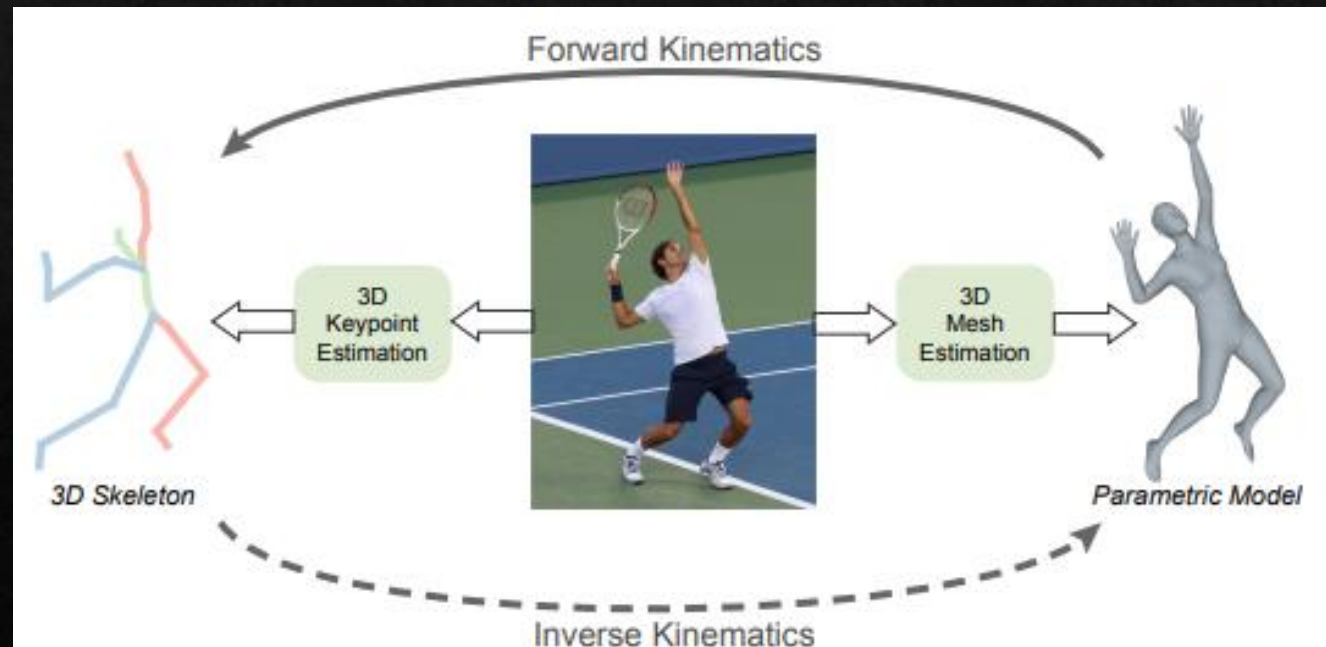 Forward Kinematics
3D
Keypoint
Estimation
3D
Mesh
Estimation
3D Skeleton
Parametric Model
Inverse Kinematics